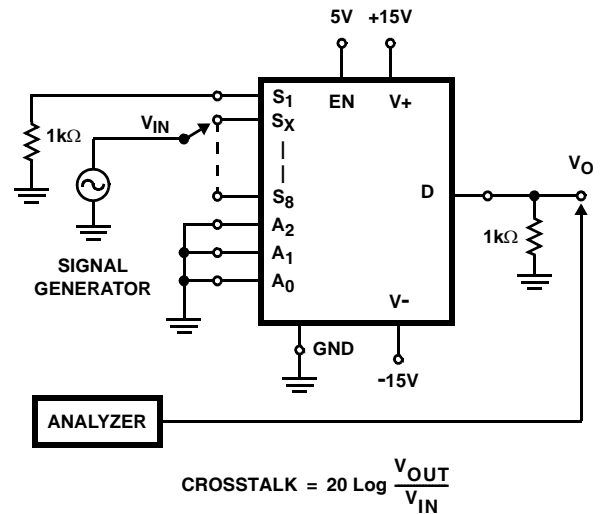 5V +15V
S1
EN V+
VIN
SX
1kΩ
VO
S8
D
A2
1kΩ
A1
SIGNAL
GENERATOR
A0
V-
GND
-15V
ANALYZER
CROSSTALK = 20 Log VOUT
VIN